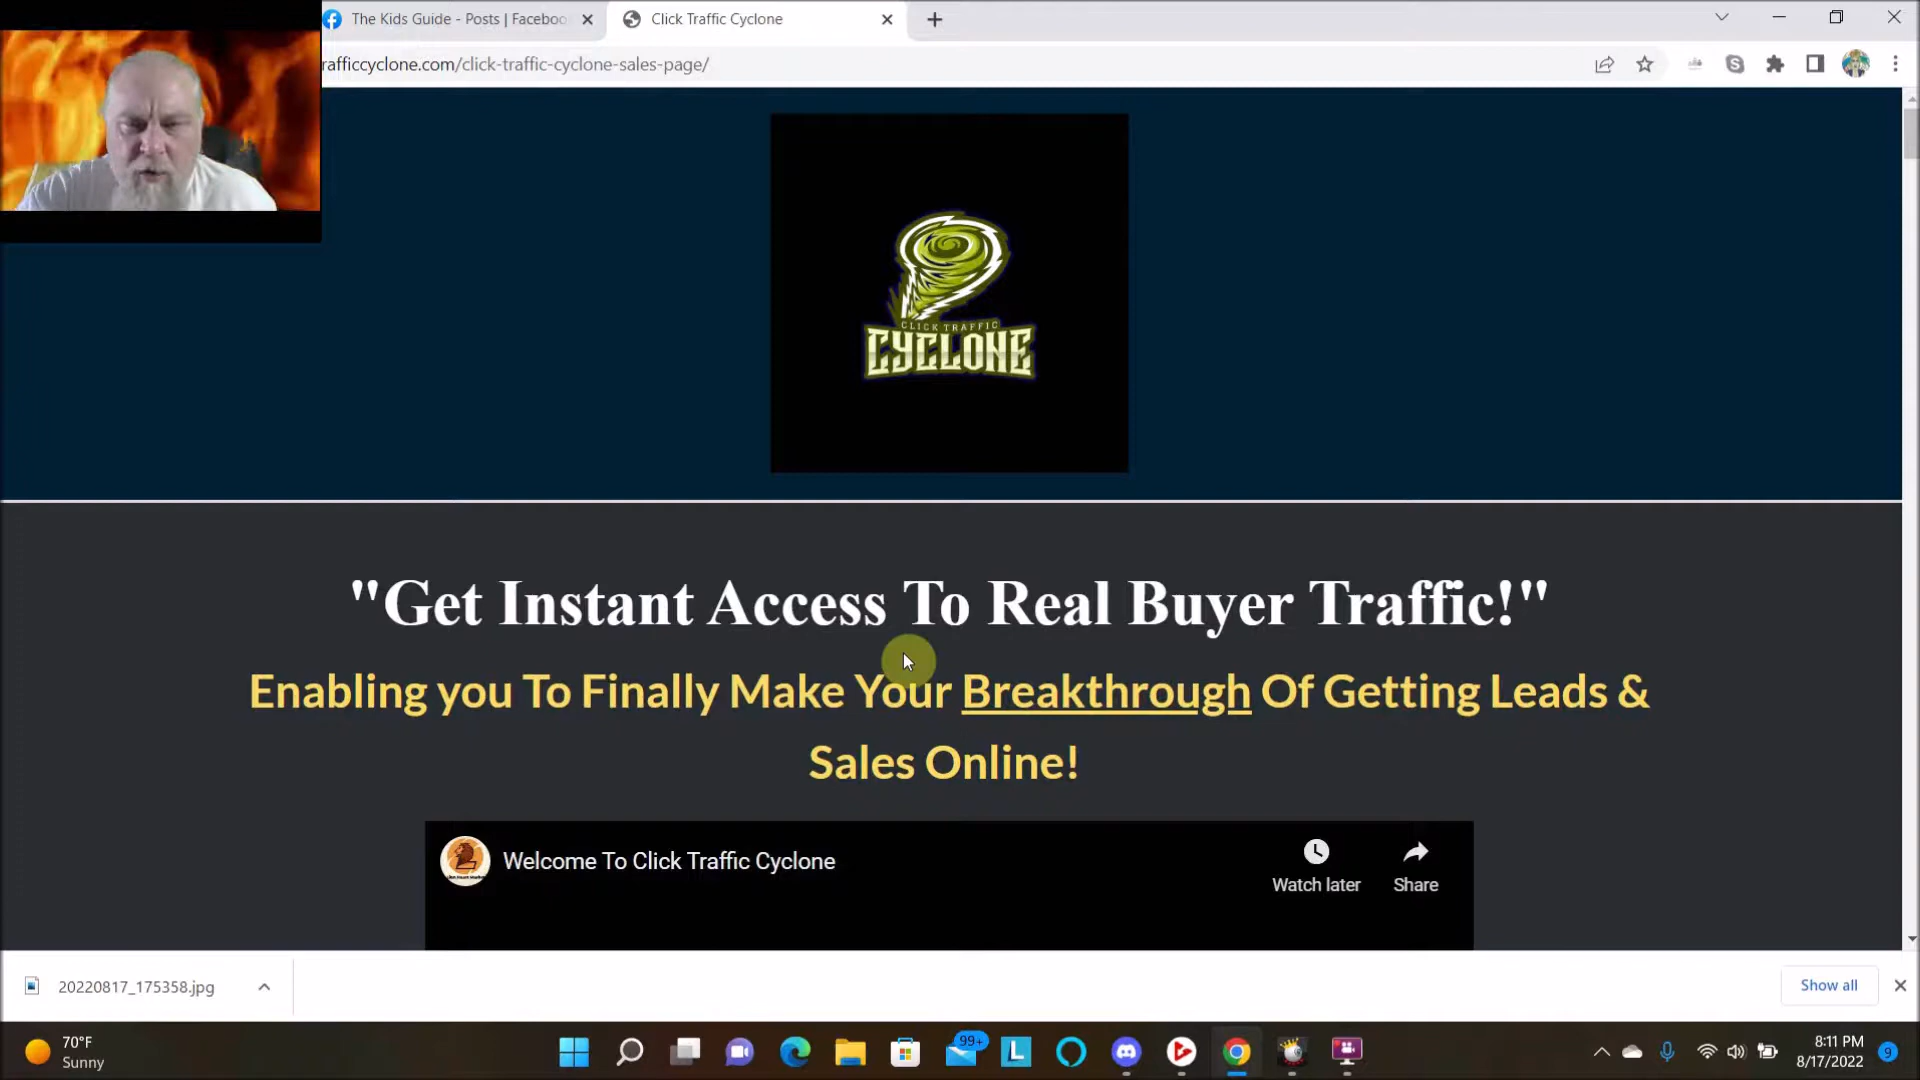 The Kids Guide - Posts | Faceboo
Click Traffic Cyclone
rafficcyclone.com/click-traffic-cyclone-sales-page/
CLICK TRAFFIC
CYCLONE
"Get Instant Access To Real Buyer Traffic!"
Enabling you To Finally Make Your Breakthrough Of Getting Leads &
Sales Online!
Welcome To Click Traffic Cyclone
Watch later
Share
20220817_175358.jpg
Show all
70°F
Sunny
99+
L
8:11 PM
8/17/2022
9